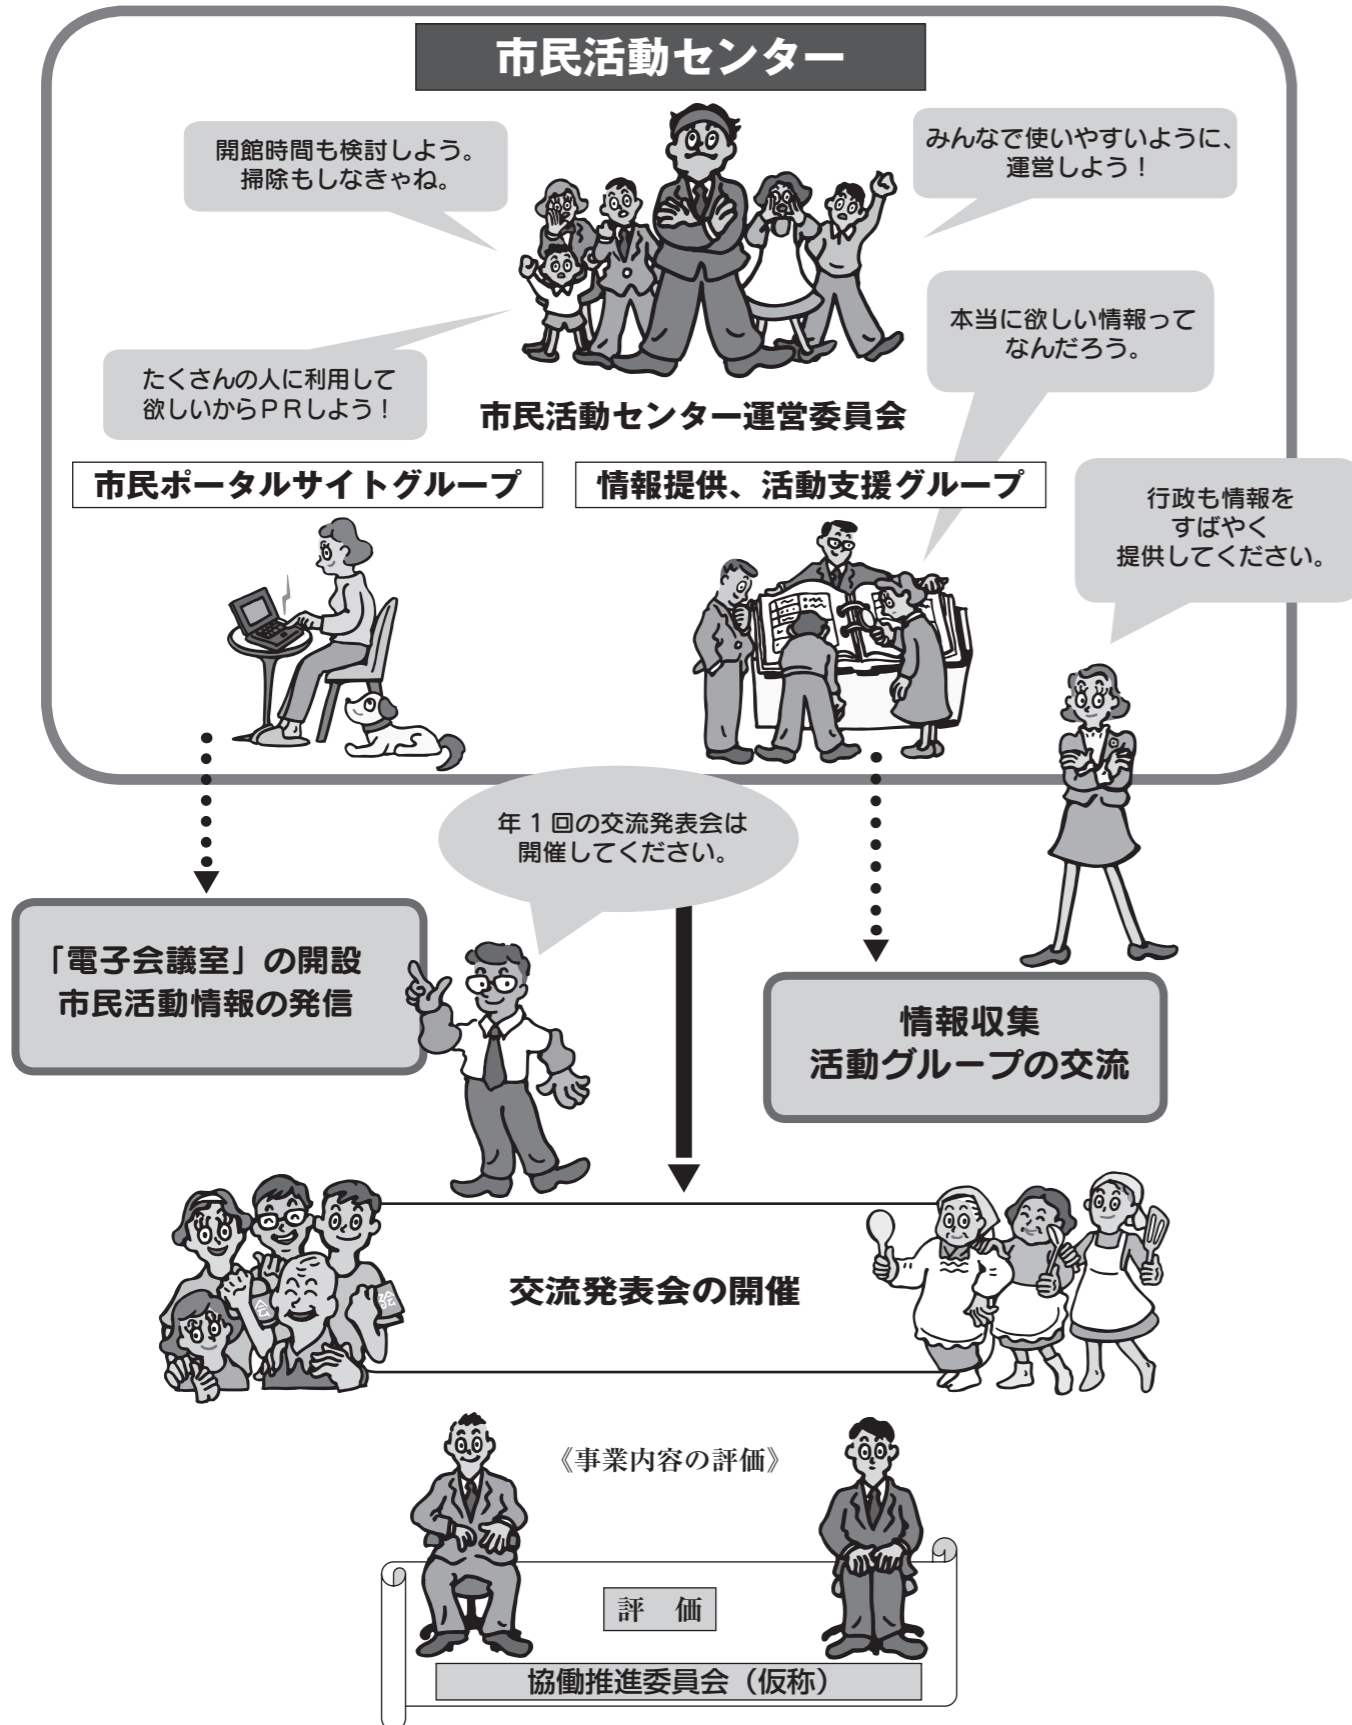 市民活動センター
開館時間も検討しよう。
掃除もしなきゃね。
みんなで使いやすいように、
運営しよう！
たくさんの人に利用して
欲しいからＰＲしよう！
本当に欲しい情報って
なんだろう。
市民活動センター運営委員会
市民ポータルサイトグループ
情報提供、活動支援グループ
行政も情報を
すばやく
提供してください。
年１回の交流発表会は
開催してください。
「電子会議室」の開設
市民活動情報の発信
情報収集
活動グループの交流
交流発表会の開催
会
会
《事業内容の評価》
評　価
協働推進委員会（仮称）